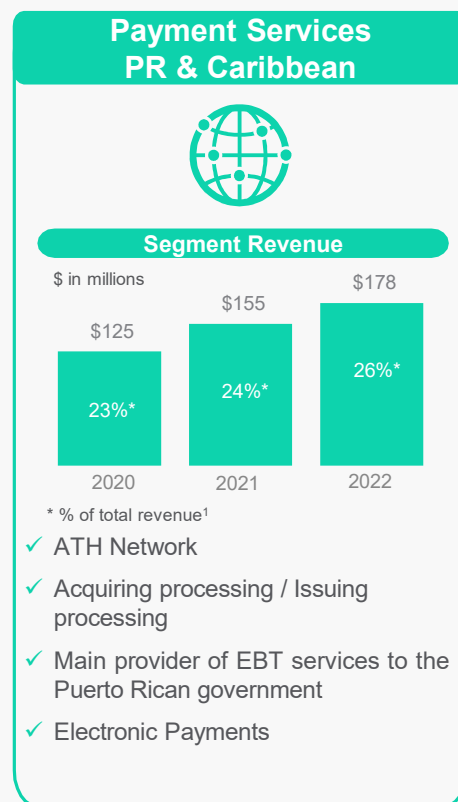 Payment Services
PR & Caribbean
Segment Revenue
$ in millions
$125
$155
$178
23%*
24%*
26%*
2020
2021
2022
* % of total revenue¹
✓ ATH Network
✓ Acquiring processing / Issuing
processing
✓ Main provider of EBT services to the
Puerto Rican government
✓ Electronic Payments